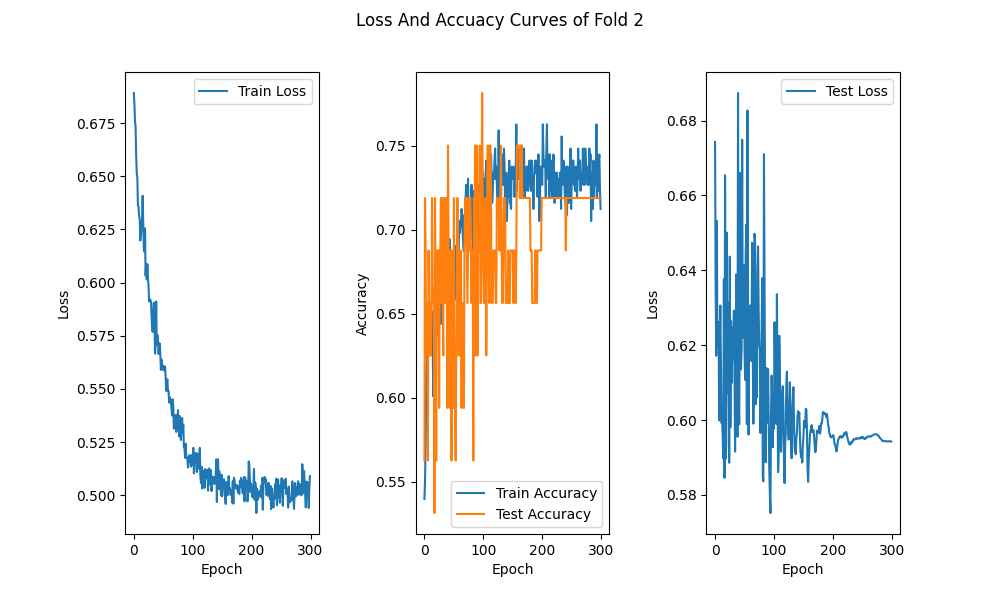 Loss And Accuacy Curves of Fold 2
Train Loss
0.675
0.650
0.625
0.600
0.575
0.550
0.525
0.500
Loss
0 100 200 300
Epoch
0.75
0.70
0.65
0.60
0.55
Accuracy
Train Accuracy
Test Accuracy
0 100 200 300
Epoch
Test Loss
0.68
0.66
0.64
0.62
0.60
0.58
Loss
0 100 200 300
Epoch